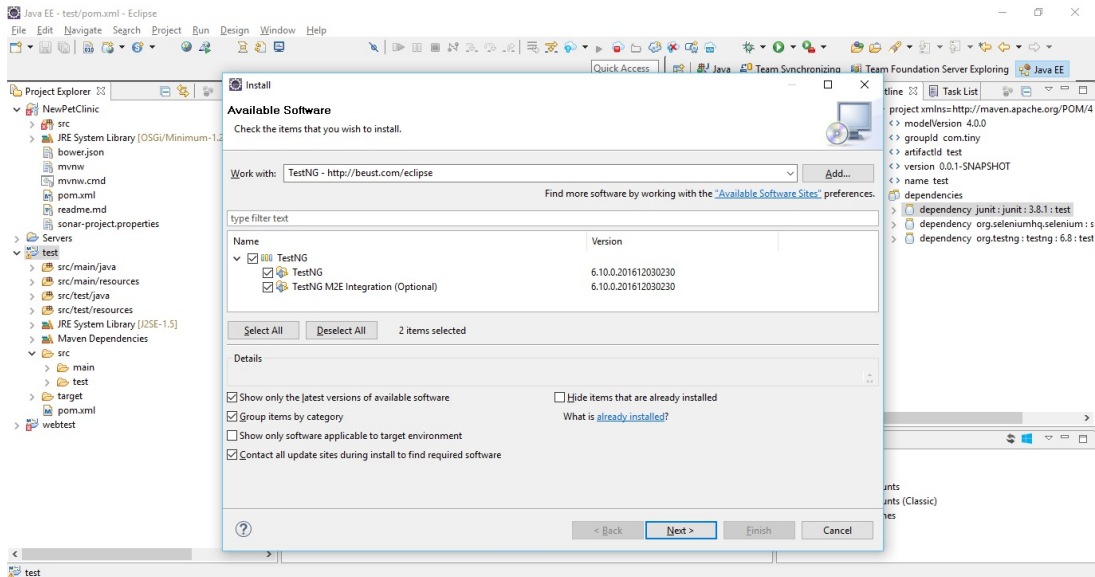 Java EE - test/pom.xml - Eclipse
File Edit Navigate Search Project Run Design Window Help
Quick Access Java Team Synchronizing Team Foundation Server Exploring Java EE
Project Explorer
NewPetClinic
src
JRE System Library [OSGi/Minimum-1.2
bower.json
mvnw
mvnw.cmd
pom.xml
readme.md
sonar-project.properties
Servers
test
src/main/java
src/main/resources
src/test/java
src/test/resources
JRE System Library [J2SE-1.5]
Maven Dependencies
src
main
test
target
pom.xml
webtest
Install
Available Software
Check the items that you wish to install.
Work with: TestNG - http://beust.com/eclipse Add...
Find more software by working with the "Available Software Sites" preferences.
type filter text
Name Version
TestNG
TestNG 6.10.0.201612030230
TestNG M2E Integration (Optional) 6.10.0.201612030230
Select All Deselect All 2 items selected
Details
Show only the latest versions of available software
Hide items that are already installed
Group items by category
What is already installed?
Show only software applicable to target environment
Contact all update sites during install to find required software
< Back Next > Finish Cancel
tline Task List
project xmlns=http://maven.apache.org/POM/4
modelVersion 4.0.0
groupId com.tiny
artifactId test
version 0.0.1-SNAPSHOT
name test
dependencies
dependency junit : junit : 3.8.1 : test
dependency org.seleniumhq.selenium : s
dependency org.testng : testng : 6.8 : test
unts
unts (Classic)
nes
test